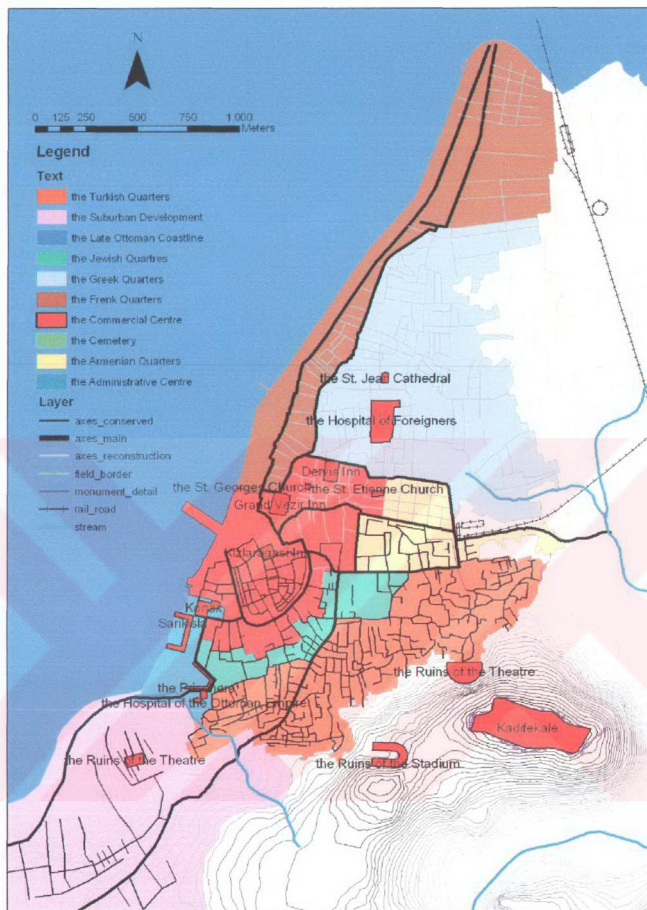 N
0 125 250 500 750 1.000
Meters
Legend
Text
the Turkish Quarters
the Suburban Development
the Late Ottoman Coastline
the Jewish Quartres
the Greek Quarters
the Frenk Quarters
the Commercial Centre
the Cemetery
the Armenian Quarters
the Administrative Centre
Layer
axes_conserved
axes_main
axes_reconstruction
field_border
monument_detail
rail_road
stream
the St. Jean Cathedral
the Hospital of Foreigners
Dervis Inn
the St. Georges Church
the St. Etienne Church
Grand Vezir Inn
Kizlaragasi Inn
Konak
Sarikisla
the Ruins of the Theatre
the Hospital of the Ottoman Empire
Kadifekale
the Ruins of the Theatre
the Ruins of the Stadium